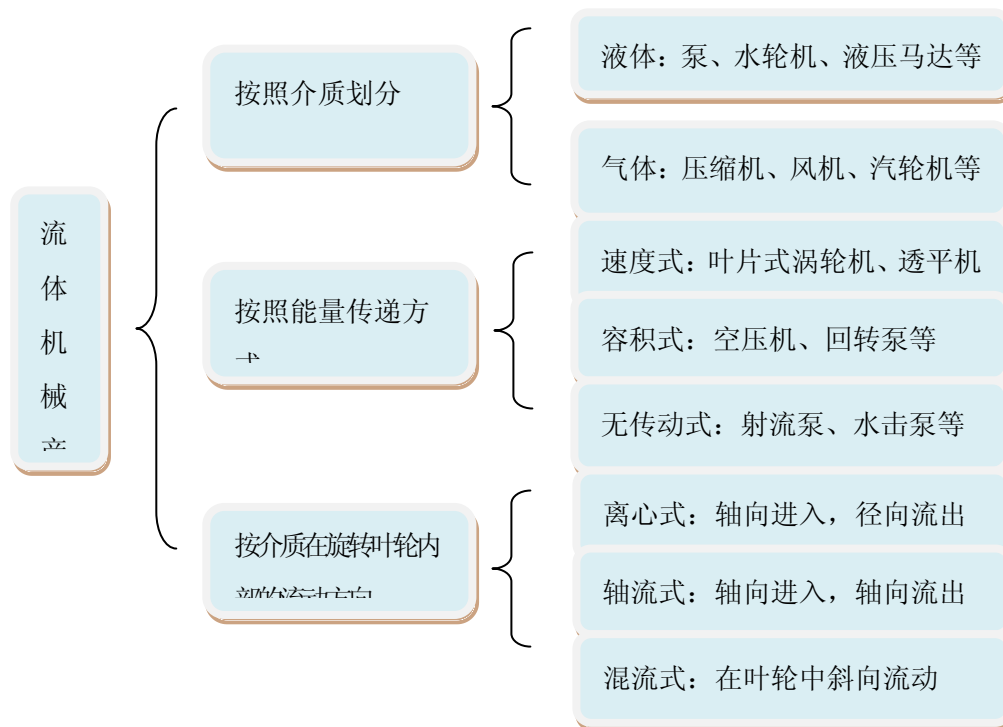 流
体
机
械
按照介质划分
液体：泵、水轮机、液压马达等
气体：压缩机、风机、汽轮机等
按照能量传递方
速度式：叶片式涡轮机、透平机
容积式：空压机、回转泵等
无传动式：射流泵、水击泵等
按介质在旋转叶轮内
部的流动方向
离心式：轴向进入，径向流出
轴流式：轴向进入，轴向流出
混流式：在叶轮中斜向流动